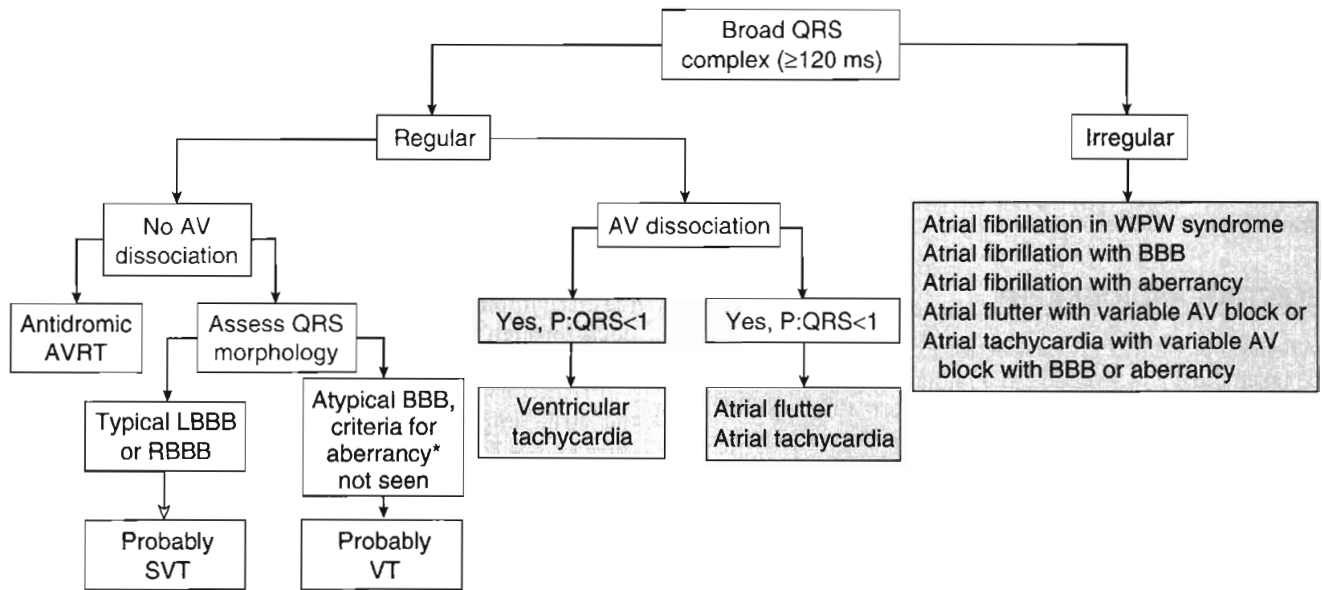 Broad QRS
complex (≥120 ms)
Regular
Irregular
No AV
dissociation
AV dissociation
Atrial fibrillation in WPW syndrome
Atrial fibrillation with BBB
Atrial fibrillation with aberrancy
Atrial flutter with variable AV block or
Atrial tachycardia with variable AV
block with BBB or aberrancy
Antidromic
AVRT
Assess QRS
morphology
Yes, P:QRS<1
Yes, P:QRS<1
Typical LBBB
or RBBB
Atypical BBB,
criteria for
aberrancy*
not seen
Ventricular
tachycardia
Atrial flutter
Atrial tachycardia
Probably
SVT
Probably
VT